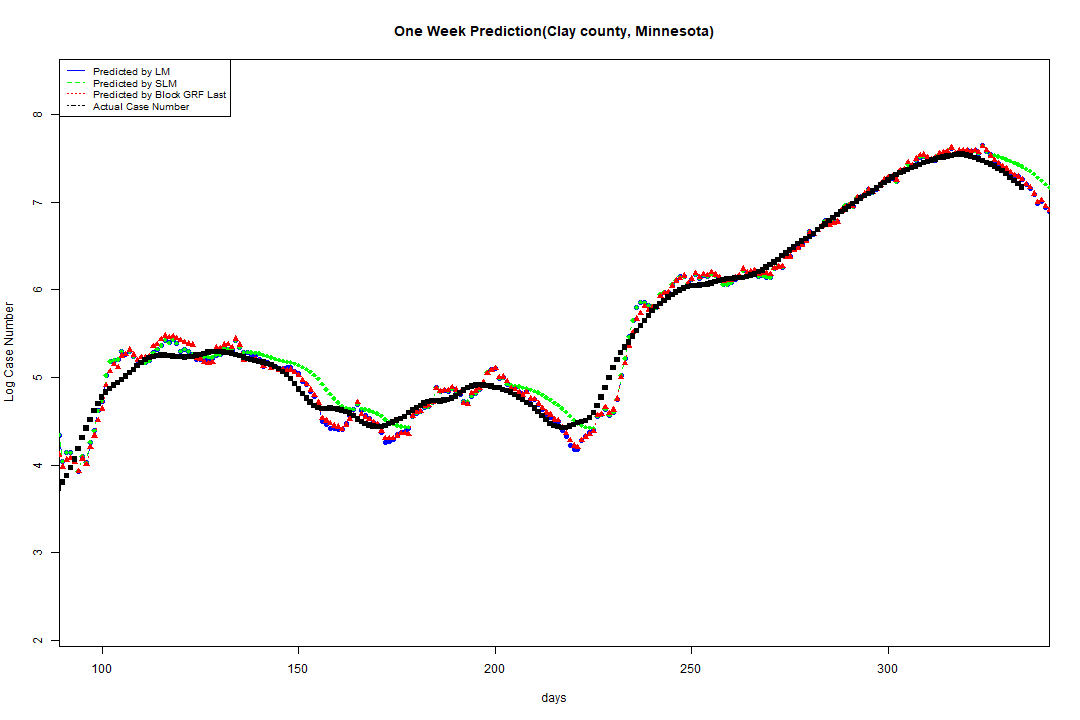 One Week Prediction(Clay county, Minnesota)
Predicted by LM
Predicted by SLM
Predicted by Block GRF Last
Actual Case Number
8
7
6
5
4
3
2
Log Case Number
100 150 200 250 300
days